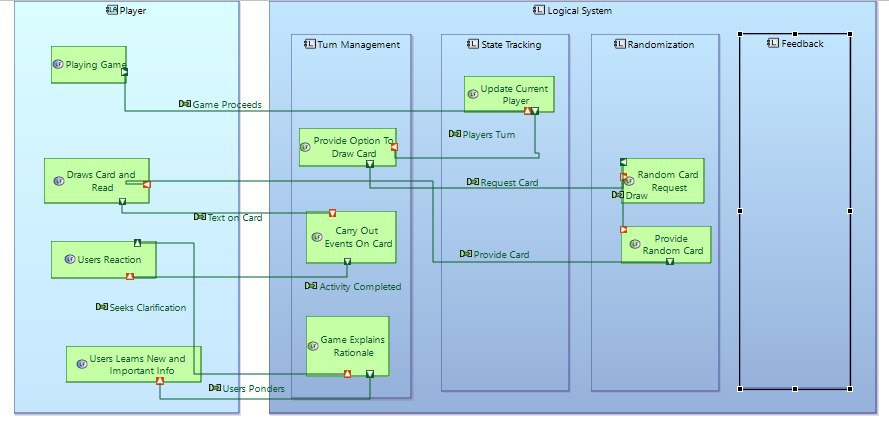 Player
Logical System
Turn Management
State Tracking
Randomization
Feedback
Playing Game
Game Proceeds
Update Current
Player
Players Turn
Provide Option To
Draw Card
Draws Card and
Read
Request Card
Random Card
Request
Draw
Text on Card
Carry Out
Events On Card
Provide
Random Card
Provide Card
Users Reaction
Activity Completed
Seeks Clarification
Game Explains
Rationale
Users Learns New and
Important Info
Users Ponders